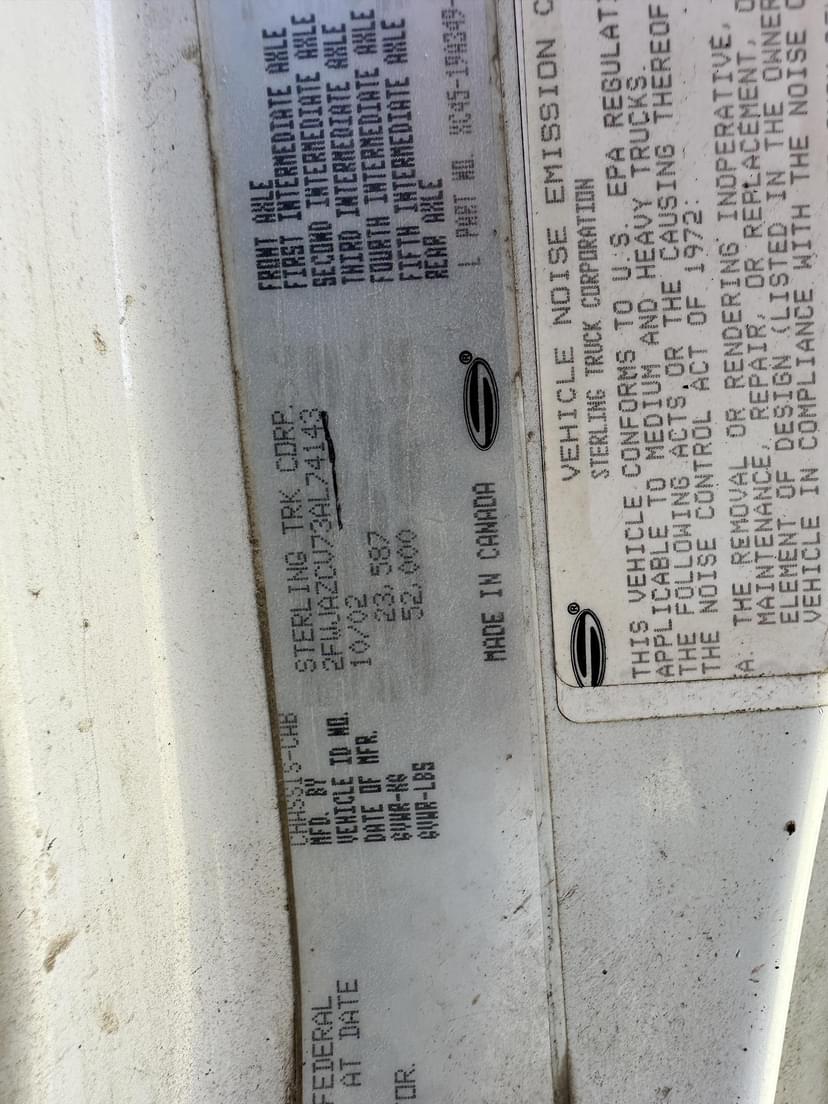 FEDERAL
AT DATE
TOR.
CHASSIS-CAB
MFD. BY STERLING TRK CORP.
VEHICLE ID NO. 2FWJAZCV73AL74143
DATE OF MFR. 10/02
GVWR-KG 23,587
GVWR-LBS 52,000
MADE IN CANADA
FRONT AXLE
FIRST INTERMEDIATE AXLE
SECOND INTERMEDIATE AXLE
THIRD INTERMEDIATE AXLE
FOURTH INTERMEDIATE AXLE
FIFTH INTERMEDIATE AXLE
REAR AXLE
L PART NO. XC45-19A349-
VEHICLE NOISE EMISSION C
STERLING TRUCK CORPORATION
THIS VEHICLE CONFORMS TO U.S. EPA REGULATI
APPLICABLE TO MEDIUM AND HEAVY TRUCKS.
THE FOLLOWING ACTS OR THE CAUSING THEREOF
THE NOISE CONTROL ACT OF 1972:
A. THE REMOVAL OR RENDERING INOPERATIVE,
MAINTENANCE, REPAIR, OR REPLACEMENT, O
ELEMENT OF DESIGN (LISTED IN THE OWNER
VEHICLE IN COMPLIANCE WITH THE NOISE